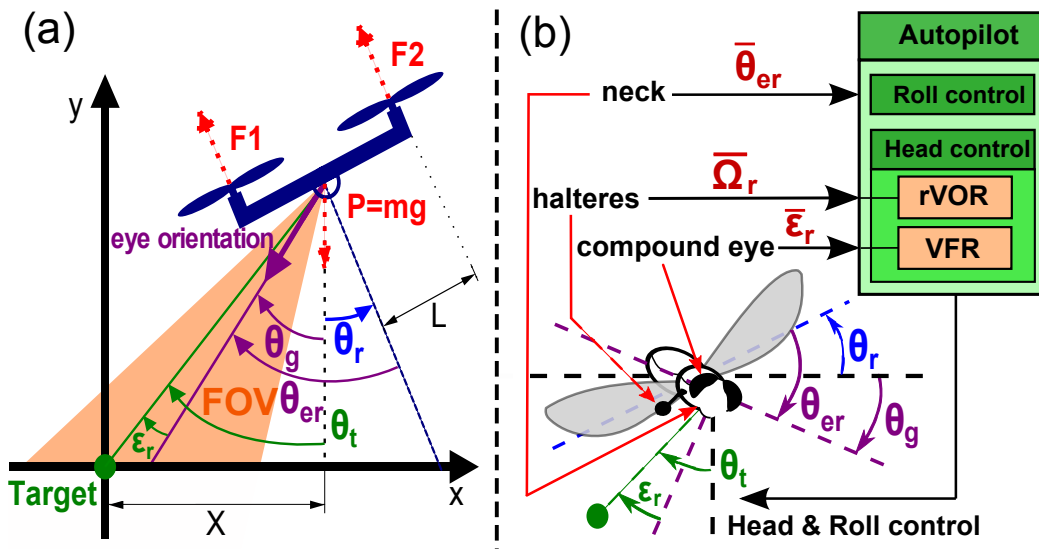 (a)
y
F1
F2
P=mg
eye orientation
θg
θr
L
θer
FOV
θt
εr
Target
X
x
(b)
Autopilot
neck
θ̅er
Roll control
Head control
halteres
Ω̅r
rVOR
compound eye
ε̅r
VFR
θr
θer
θg
θt
εr
Head & Roll control